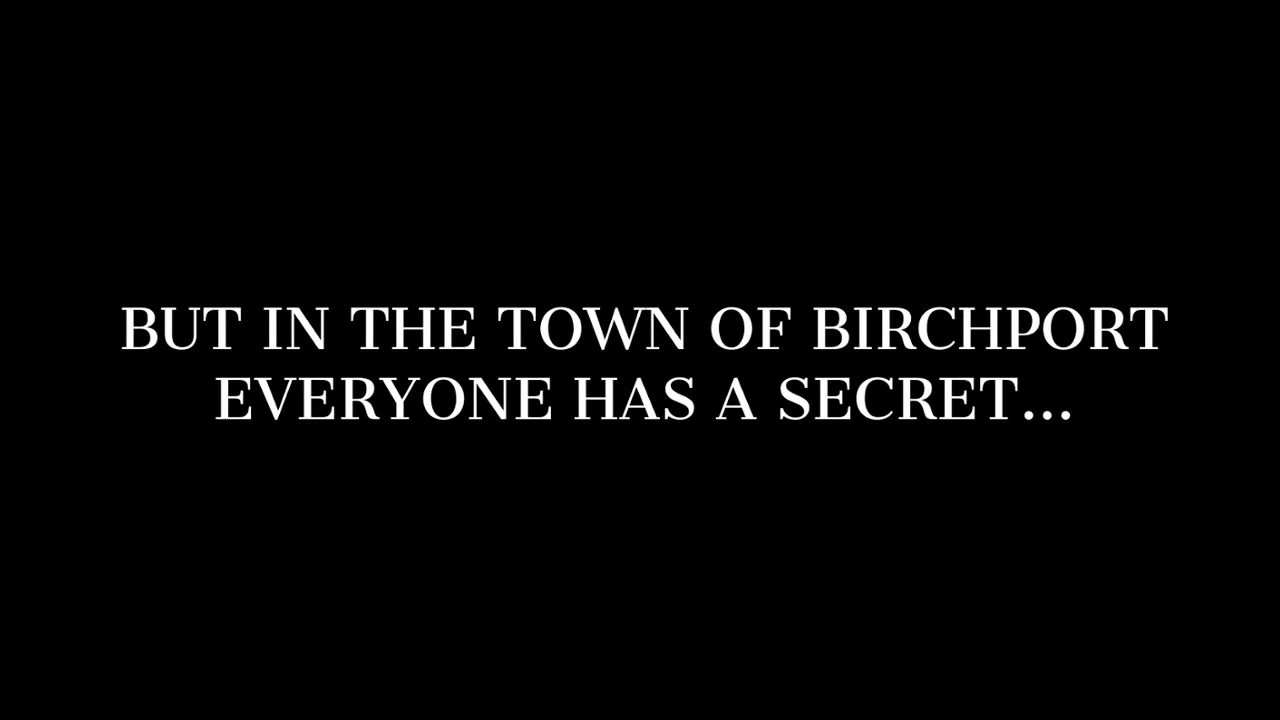 BUT IN THE TOWN OF BIRCHPORT
EVERYONE HAS A SECRET...